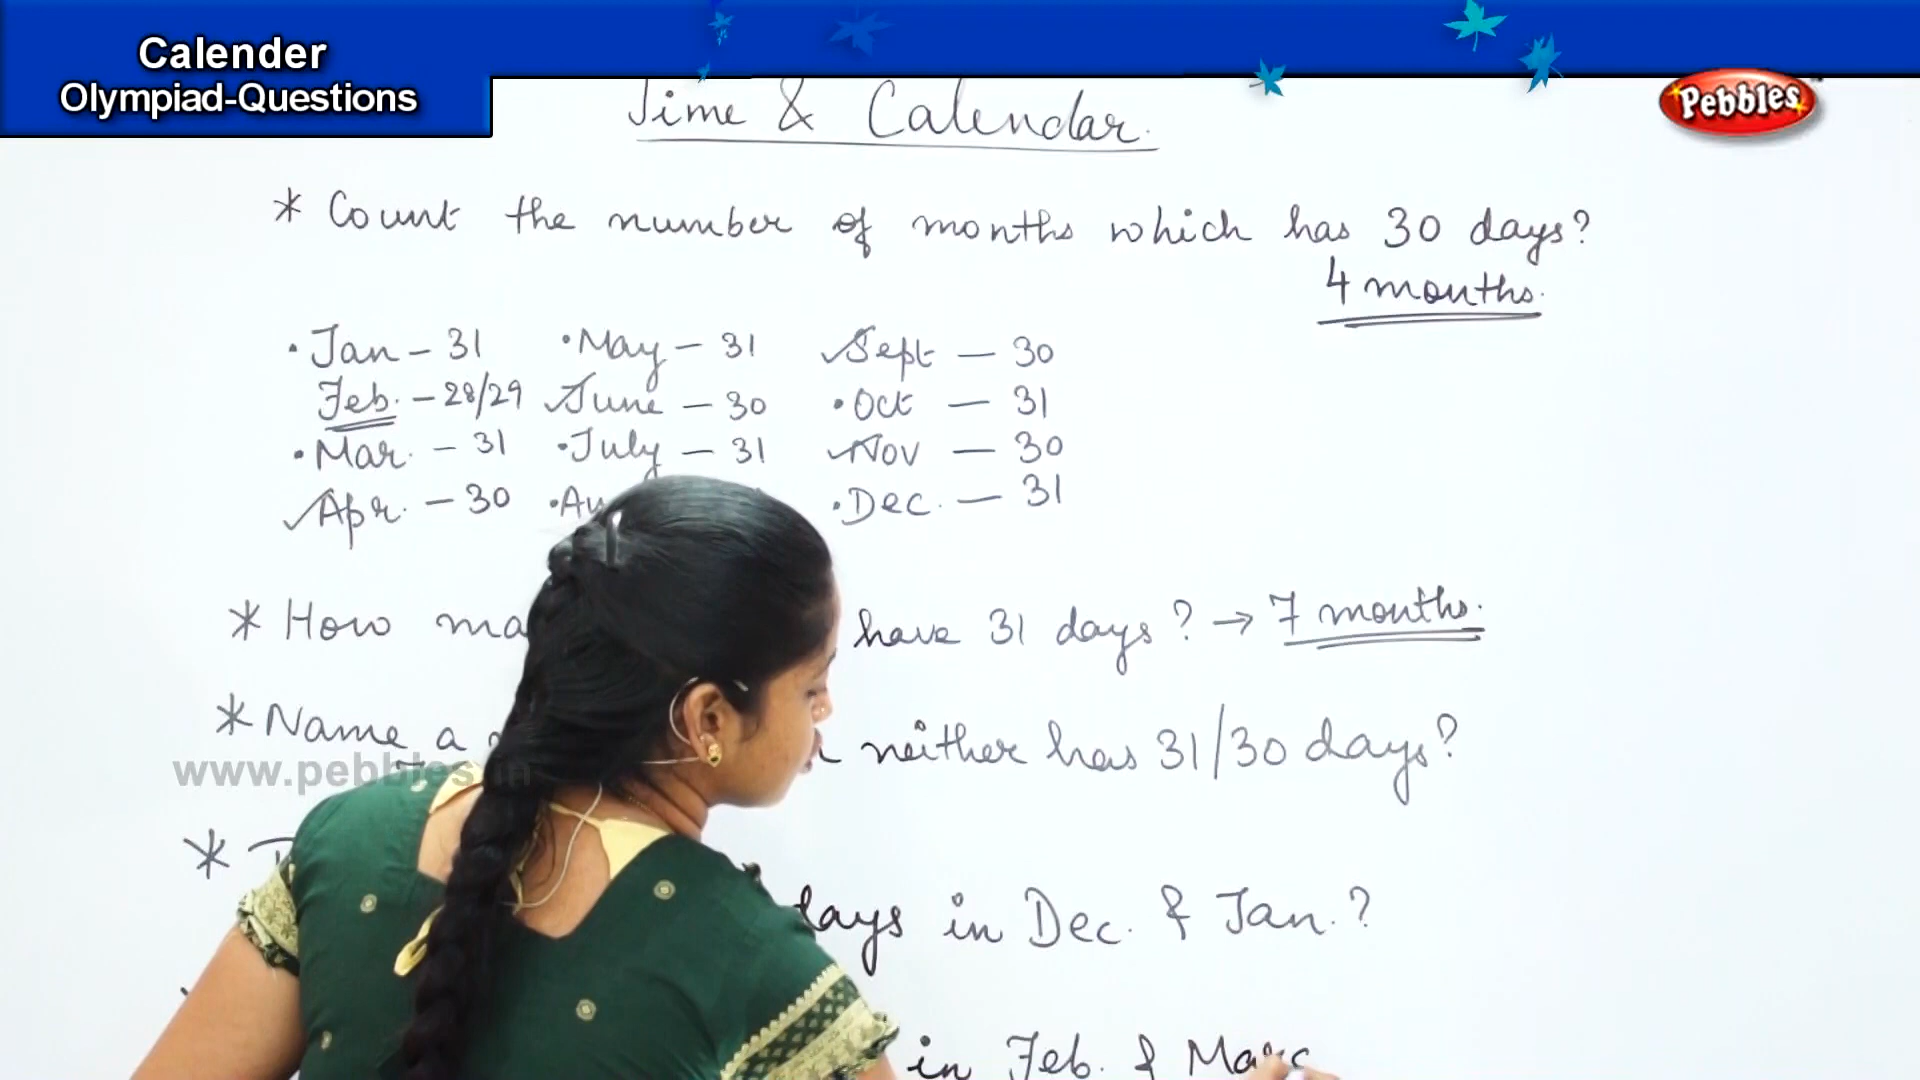 Calender
Olympiad-Questions
Pebbles
Time & Calendar.
* Count the number of months which has 30 days?
4 months.
• Jan - 31 • May - 31 ✓Sept - 30
Feb. - 28/29 ✓June - 30 • Oct - 31
• Mar. - 31 • July - 31 ✓Nov - 30
✓Apr. - 30 • Dec. - 31
* How have 31 days? → 7 months.
* Name a neither has 31/30 days?
www.pebbles.in
* days in Dec. & Jan.?
in Feb. & Marc